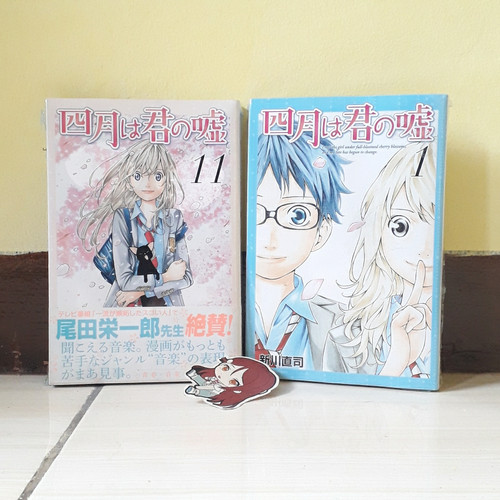 四月は君の嘘
11
尾田栄一郎先生絶賛!
聞こえる音楽。漫画がもっとも
苦手なジャンル“音楽”の表現
がまあ見事。
四月は君の嘘
1
新川直司